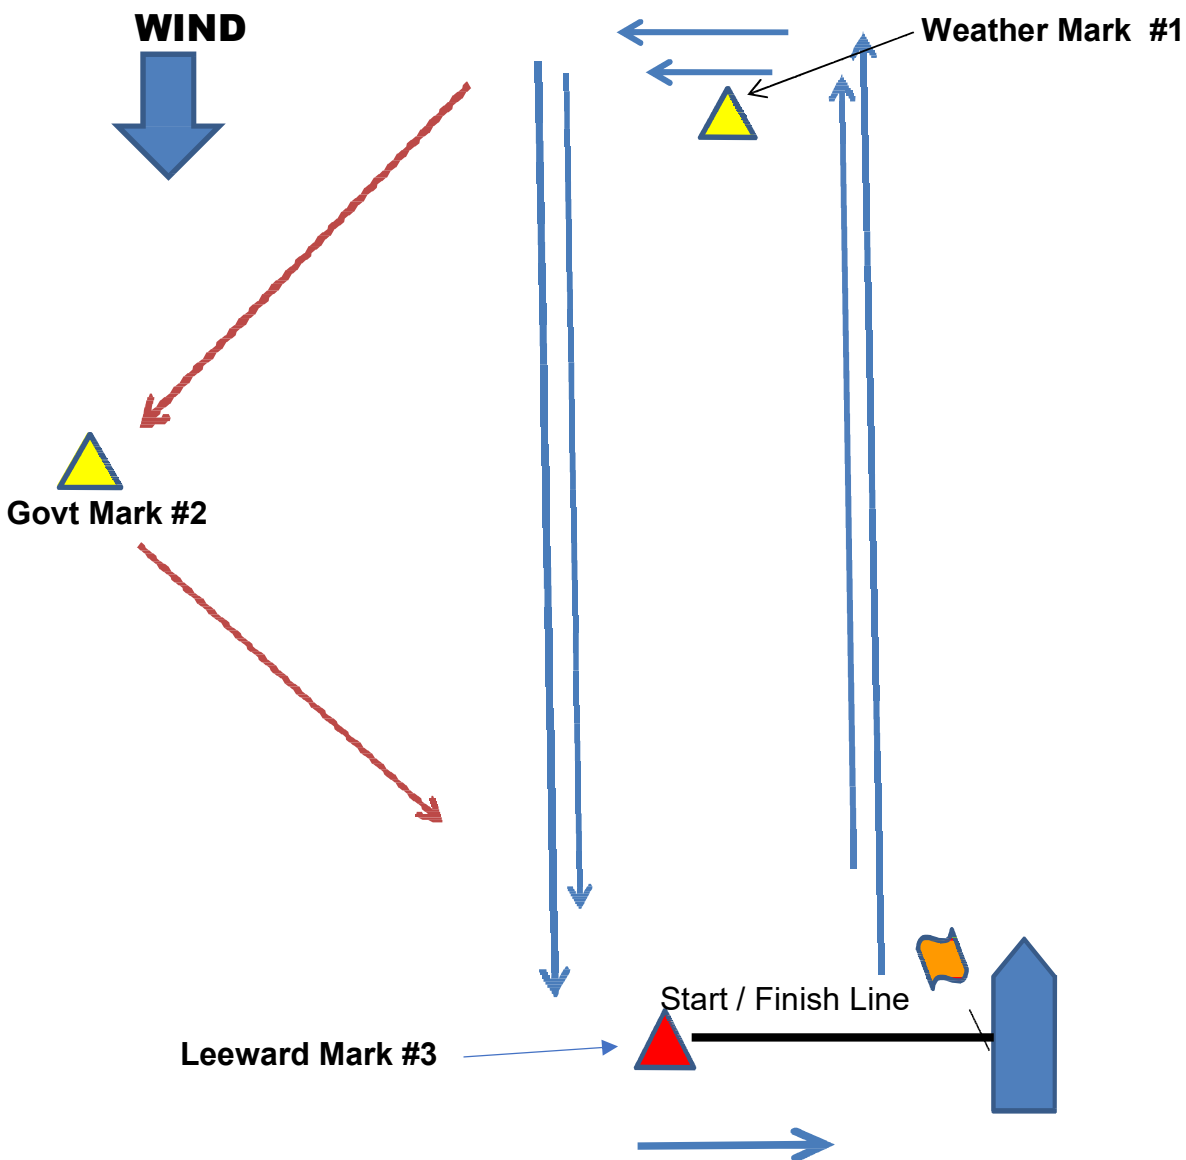 WIND
Weather Mark #1
Govt Mark #2
Start / Finish Line
Leeward Mark #3